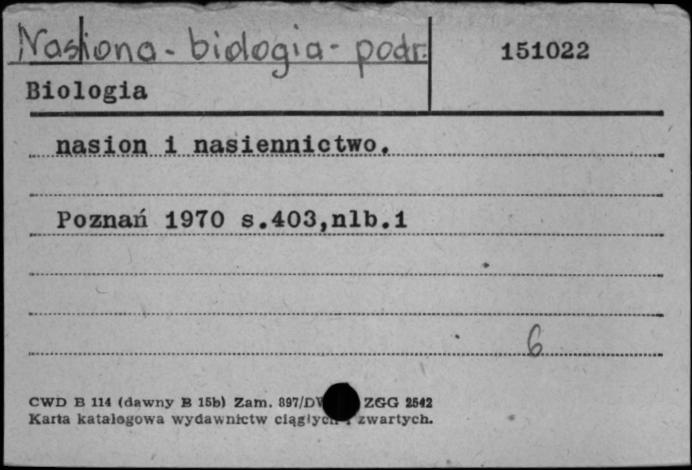 Nasiona - biologia - podr.
151022
Biologia
nasion i nasiennictwo.
Poznań 1970 s.403,nlb.1
6
CWD B 114 (dawny B 15b) Zam. 897/DW ZGG 2542
Karta katalogowa wydawnictw ciągłych i zwartych.